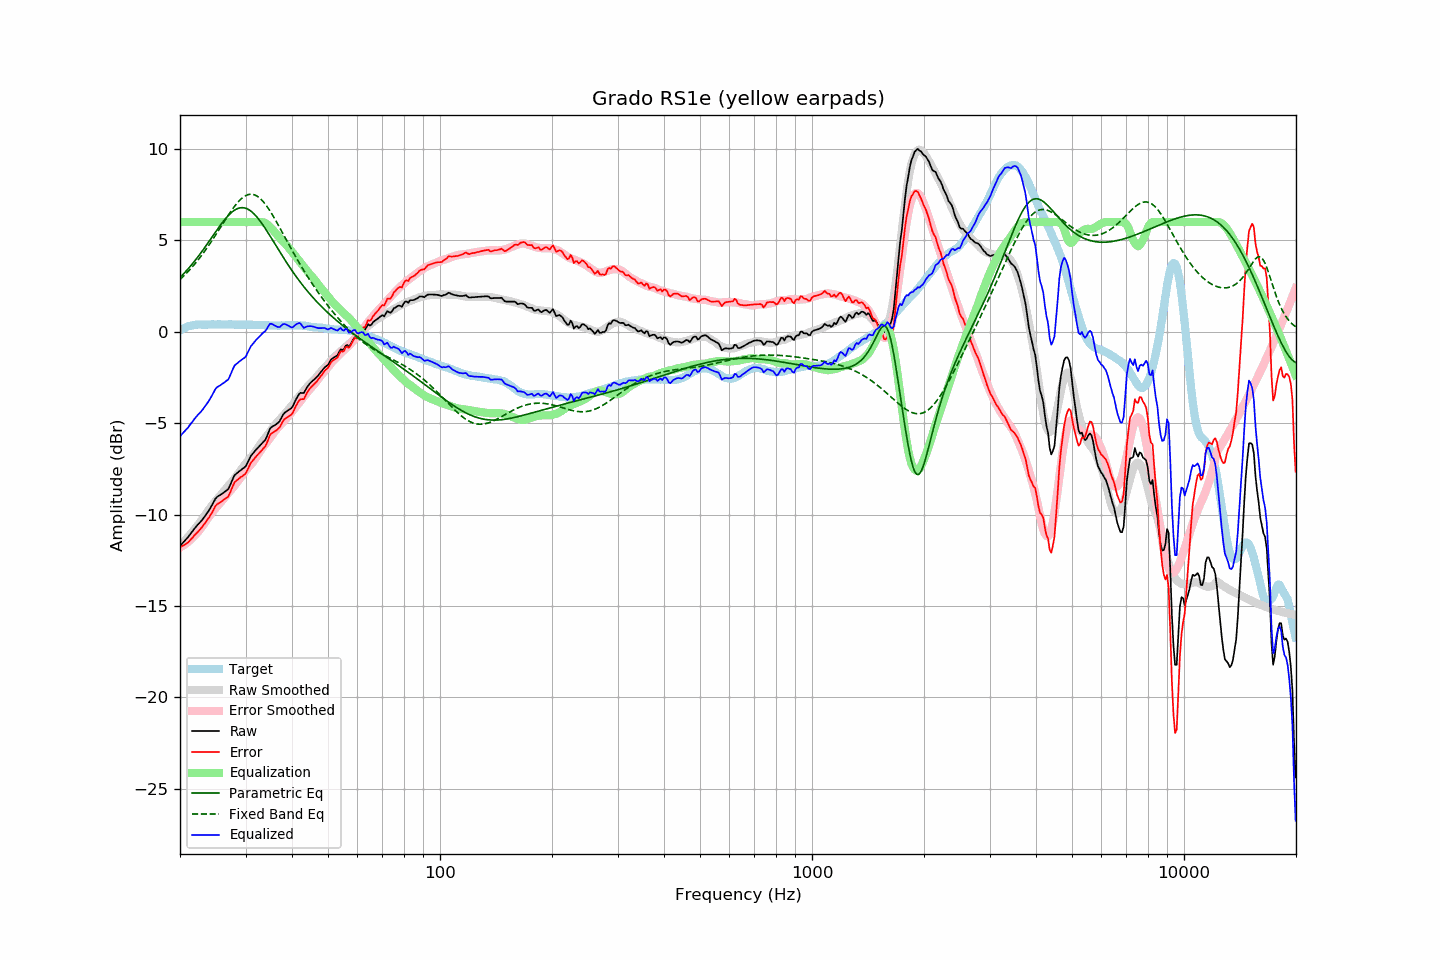 Grado RS1e (yellow earpads)
10
5
0
−5
−10
−15
−20
−25
Amplitude (dBr)
Target
Raw Smoothed
Error Smoothed
Raw
Error
Equalization
Parametric Eq
Fixed Band Eq
Equalized
100 1000 10000
Frequency (Hz)